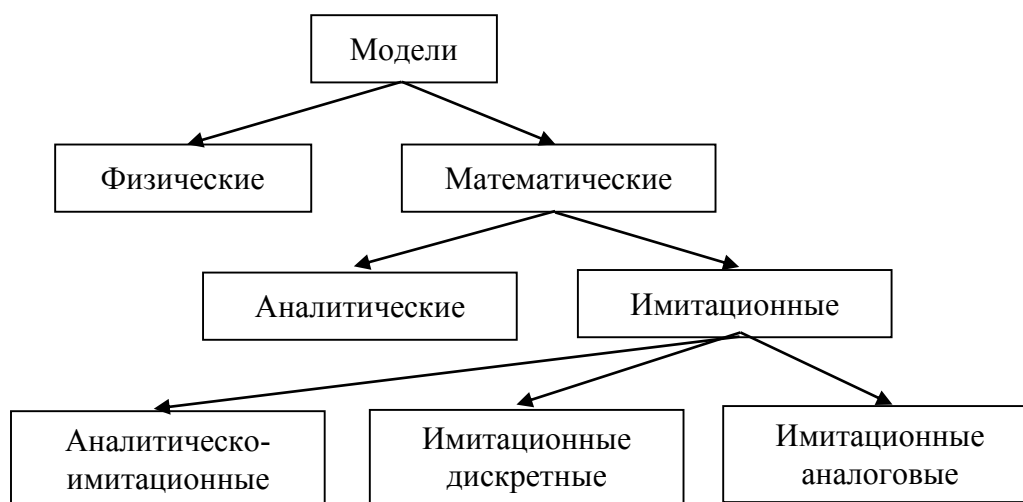 Модели
Физические
Математические
Аналитические
Имитационные
Аналитическо-
имитационные
Имитационные
дискретные
Имитационные
аналоговые